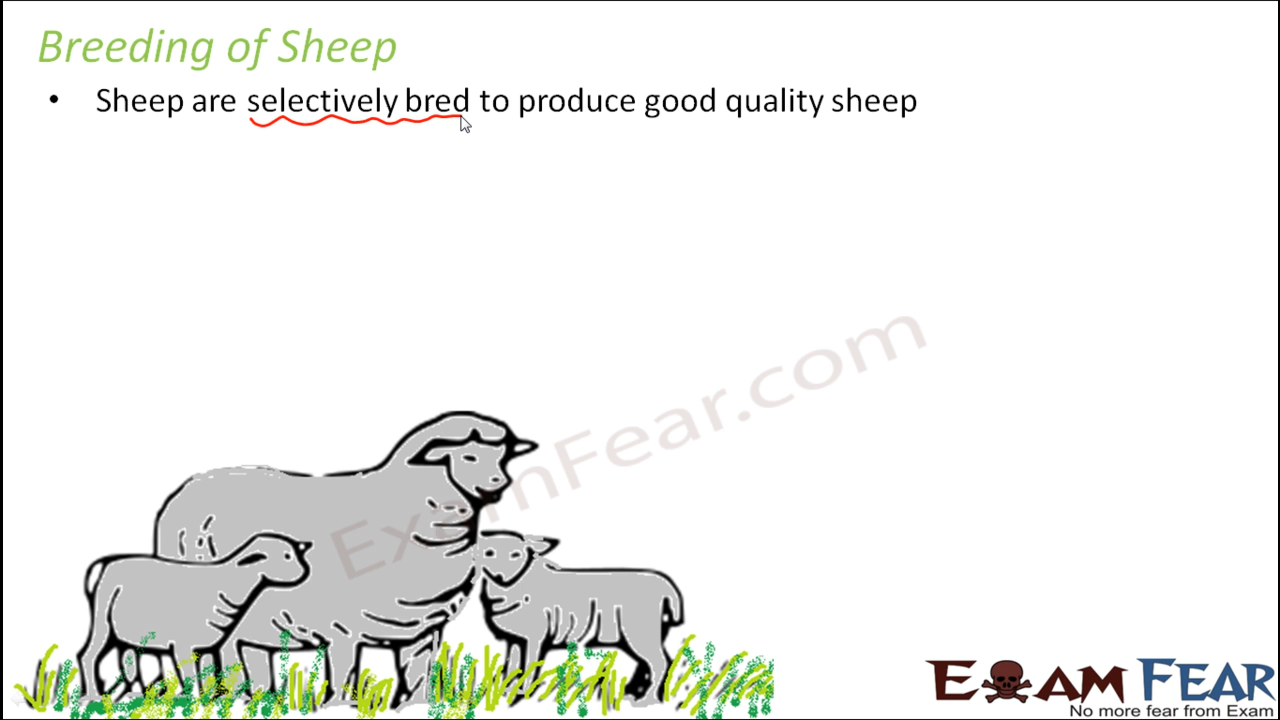 Breeding of Sheep
• Sheep are selectively bred to produce good quality sheep
ExamFear.com
EXAM FEAR
No more fear from Exam